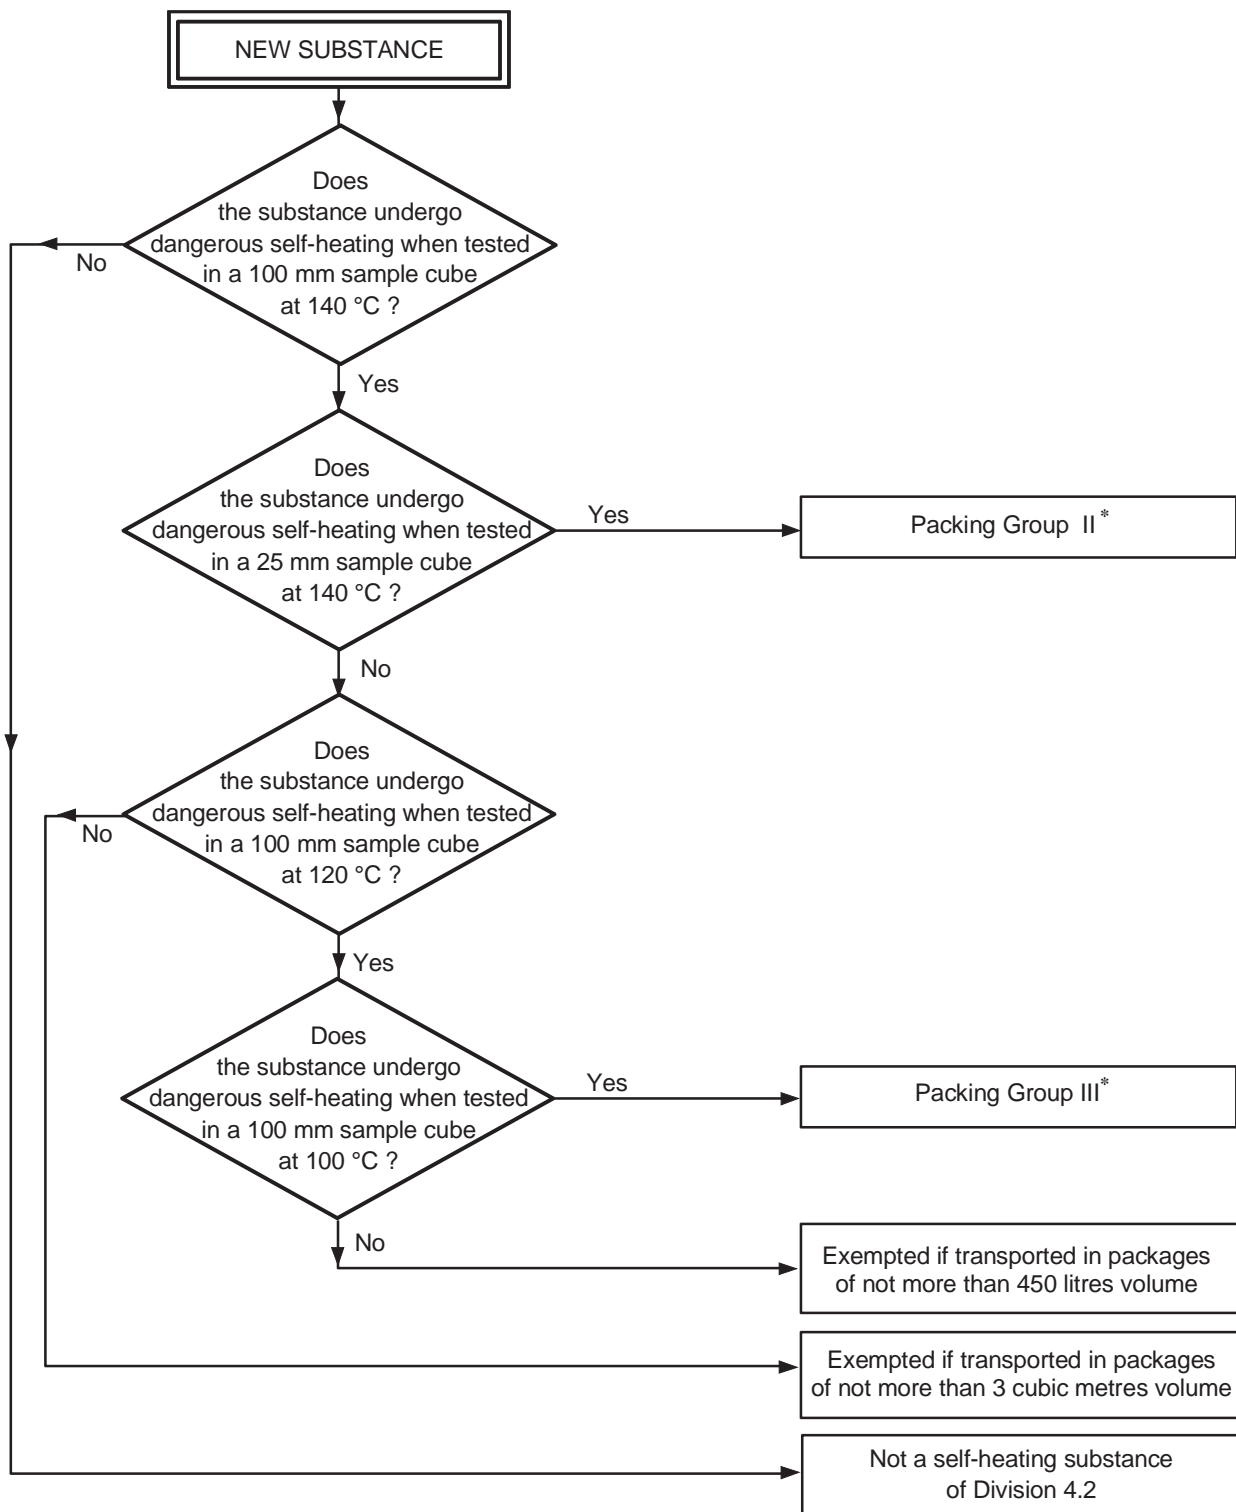 NEW SUBSTANCE
Does
the substance undergo
dangerous self-heating when tested
in a 100 mm sample cube
at 140 °C ?
No
Yes
Does
the substance undergo
dangerous self-heating when tested
in a 25 mm sample cube
at 140 °C ?
Yes
Packing Group II*
No
Does
the substance undergo
dangerous self-heating when tested
in a 100 mm sample cube
at 120 °C ?
No
Yes
Does
the substance undergo
dangerous self-heating when tested
in a 100 mm sample cube
at 100 °C ?
Yes
Packing Group III*
No
Exempted if transported in packages
of not more than 450 litres volume
Exempted if transported in packages
of not more than 3 cubic metres volume
Not a self-heating substance
of Division 4.2